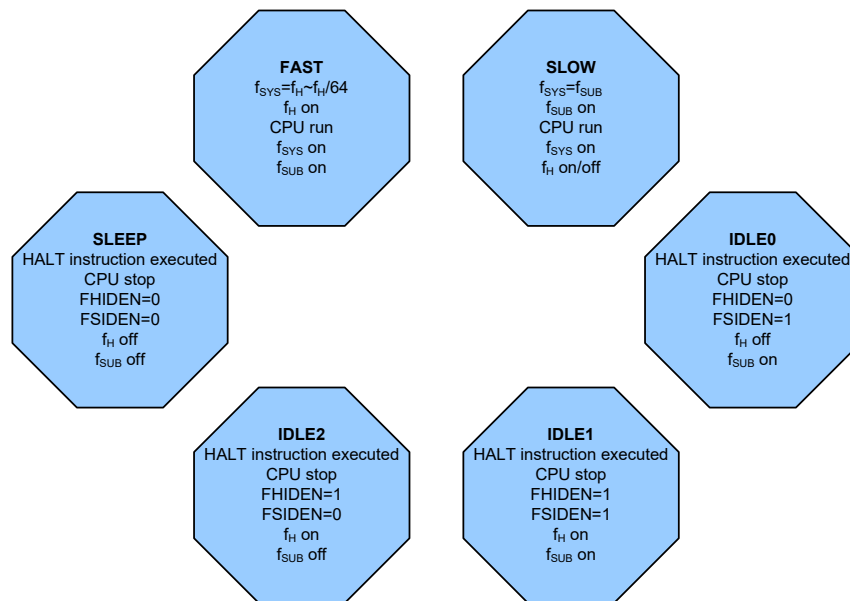 FAST
fSYS=fH~fH/64
fH on
CPU run
fSYS on
fSUB on
SLOW
fSYS=fSUB
fSUB on
CPU run
fSYS on
fH on/off
SLEEP
HALT instruction executed
CPU stop
FHIDEN=0
FSIDEN=0
fH off
fSUB off
IDLE0
HALT instruction executed
CPU stop
FHIDEN=0
FSIDEN=1
fH off
fSUB on
IDLE2
HALT instruction executed
CPU stop
FHIDEN=1
FSIDEN=0
fH on
fSUB off
IDLE1
HALT instruction executed
CPU stop
FHIDEN=1
FSIDEN=1
fH on
fSUB on